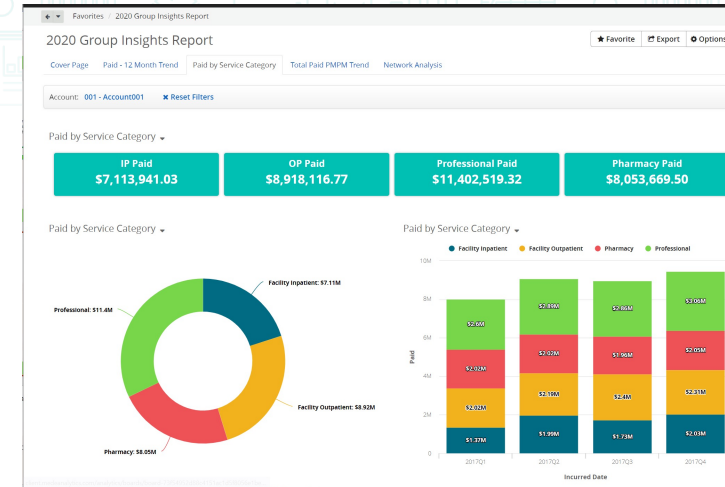 Favorites / 2020 Group Insights Report
2020 Group Insights Report
Favorite Export Options
Cover Page Paid - 12 Month Trend Paid by Service Category Total Paid PMPM Trend Network Analysis
Account: 001 - Account001 ✖ Reset Filters
Paid by Service Category
IP Paid
$7,113,941.03
OP Paid
$8,918,116.77
Professional Paid
$11,402,519.32
Pharmacy Paid
$8,053,669.50
Paid by Service Category
Facility Inpatient: $7.11M
Professional: $11.4M
Facility Outpatient: $8.92M
Pharmacy: $8.05M
Paid by Service Category
Facility Inpatient Facility Outpatient Pharmacy Professional
10M
8M
6M
4M
2M
0
Paid
$2.6M
$2.02M
$2.02M
$1.37M
$2.89M
$2.02M
$2.19M
$1.99M
$2.86M
$1.96M
$2.4M
$1.73M
$3.06M
$2.05M
$2.31M
$2.03M
2017Q1 2017Q2 2017Q3 2017Q4
Incurred Date